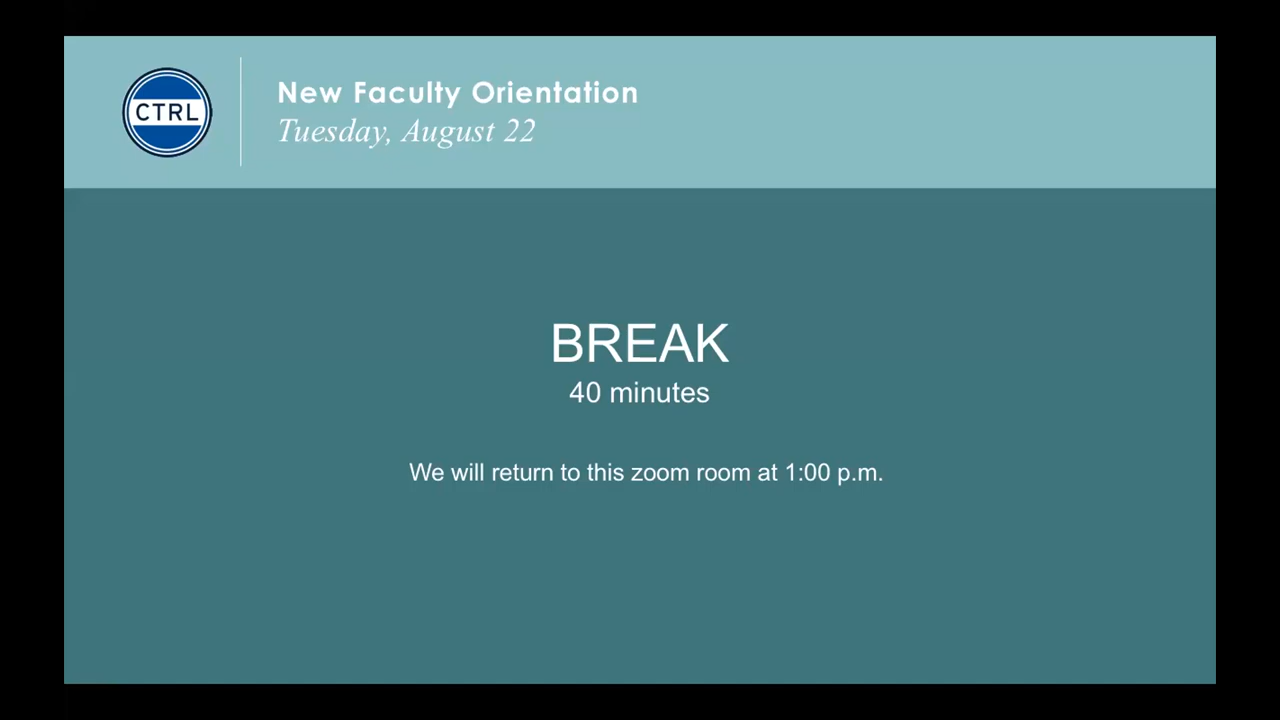 CTRL
New Faculty Orientation
Tuesday, August 22
BREAK
40 minutes
We will return to this zoom room at 1:00 p.m.